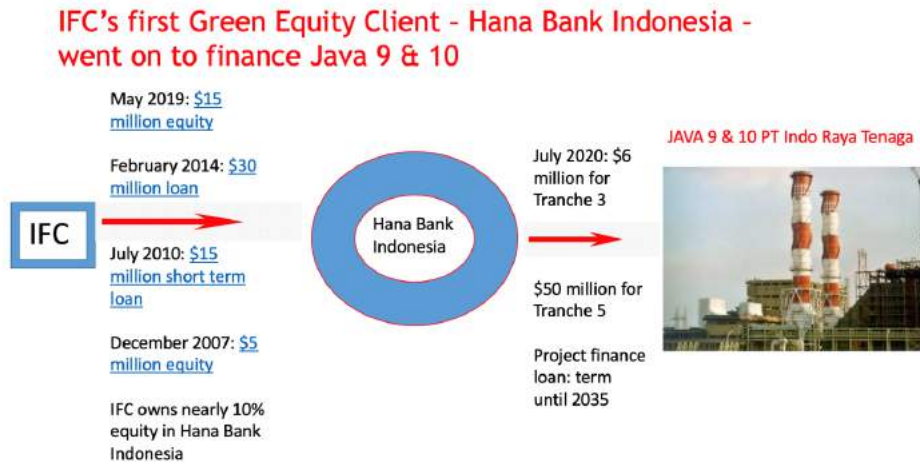 IFC's first Green Equity Client - Hana Bank Indonesia -
went on to finance Java 9 & 10
IFC
May 2019: $15
million equity
February 2014: $30
million loan
July 2010: $15
million short term
loan
December 2007: $5
million equity
IFC owns nearly 10%
equity in Hana Bank
Indonesia
Hana Bank
Indonesia
July 2020: $6
million for
Tranche 3
$50 million for
Tranche 5
Project finance
loan: term
until 2035
JAVA 9 & 10 PT Indo Raya Tenaga